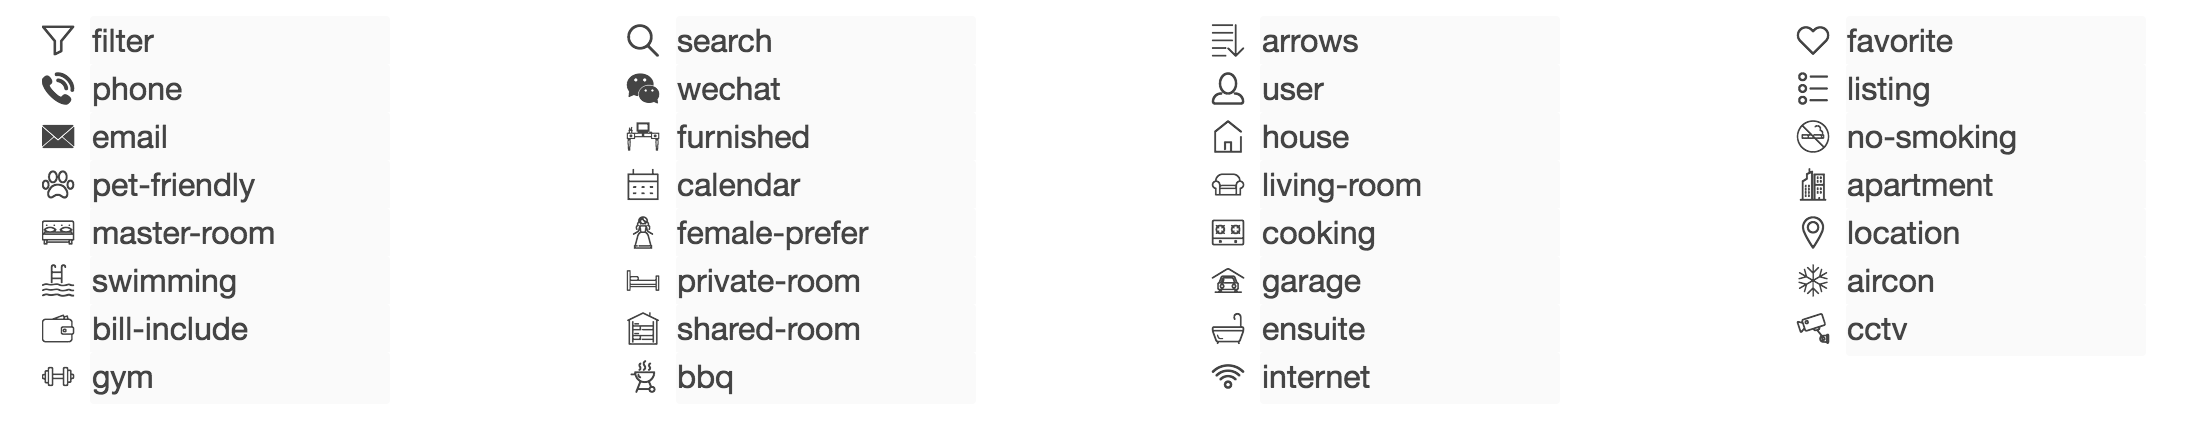 filter
search
arrows
favorite
phone
wechat
user
listing
email
furnished
house
no-smoking
pet-friendly
calendar
living-room
apartment
master-room
female-prefer
cooking
location
swimming
private-room
garage
aircon
bill-include
shared-room
ensuite
cctv
gym
bbq
internet